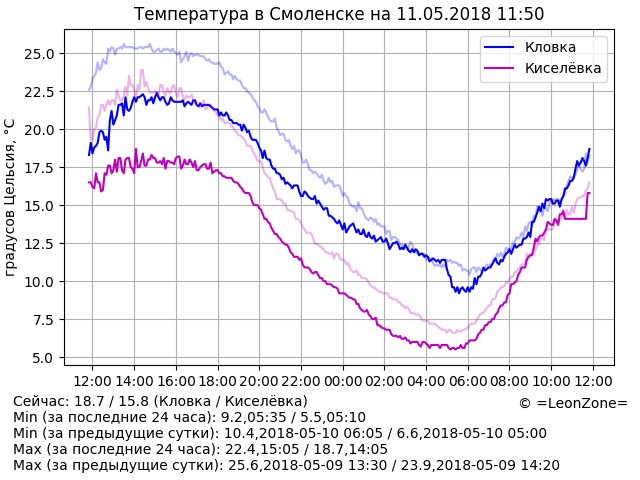 Температура в Смоленске на 11.05.2018 11:50
градусов Цельсия, °C
25.0
22.5
20.0
17.5
15.0
12.5
10.0
7.5
5.0
Кловка
Киселёвка
12:00 14:00 16:00 18:00 20:00 22:00 00:00 02:00 04:00 06:00 08:00 10:00 12:00
Сейчас: 18.7 / 15.8 (Кловка / Киселёвка)
© =LeonZone=
Min (за последние 24 часа): 9.2,05:35 / 5.5,05:10
Min (за предыдущие сутки): 10.4,2018-05-10 06:05 / 6.6,2018-05-10 05:00
Max (за последние 24 часа): 22.4,15:05 / 18.7,14:05
Max (за предыдущие сутки): 25.6,2018-05-09 13:30 / 23.9,2018-05-09 14:20